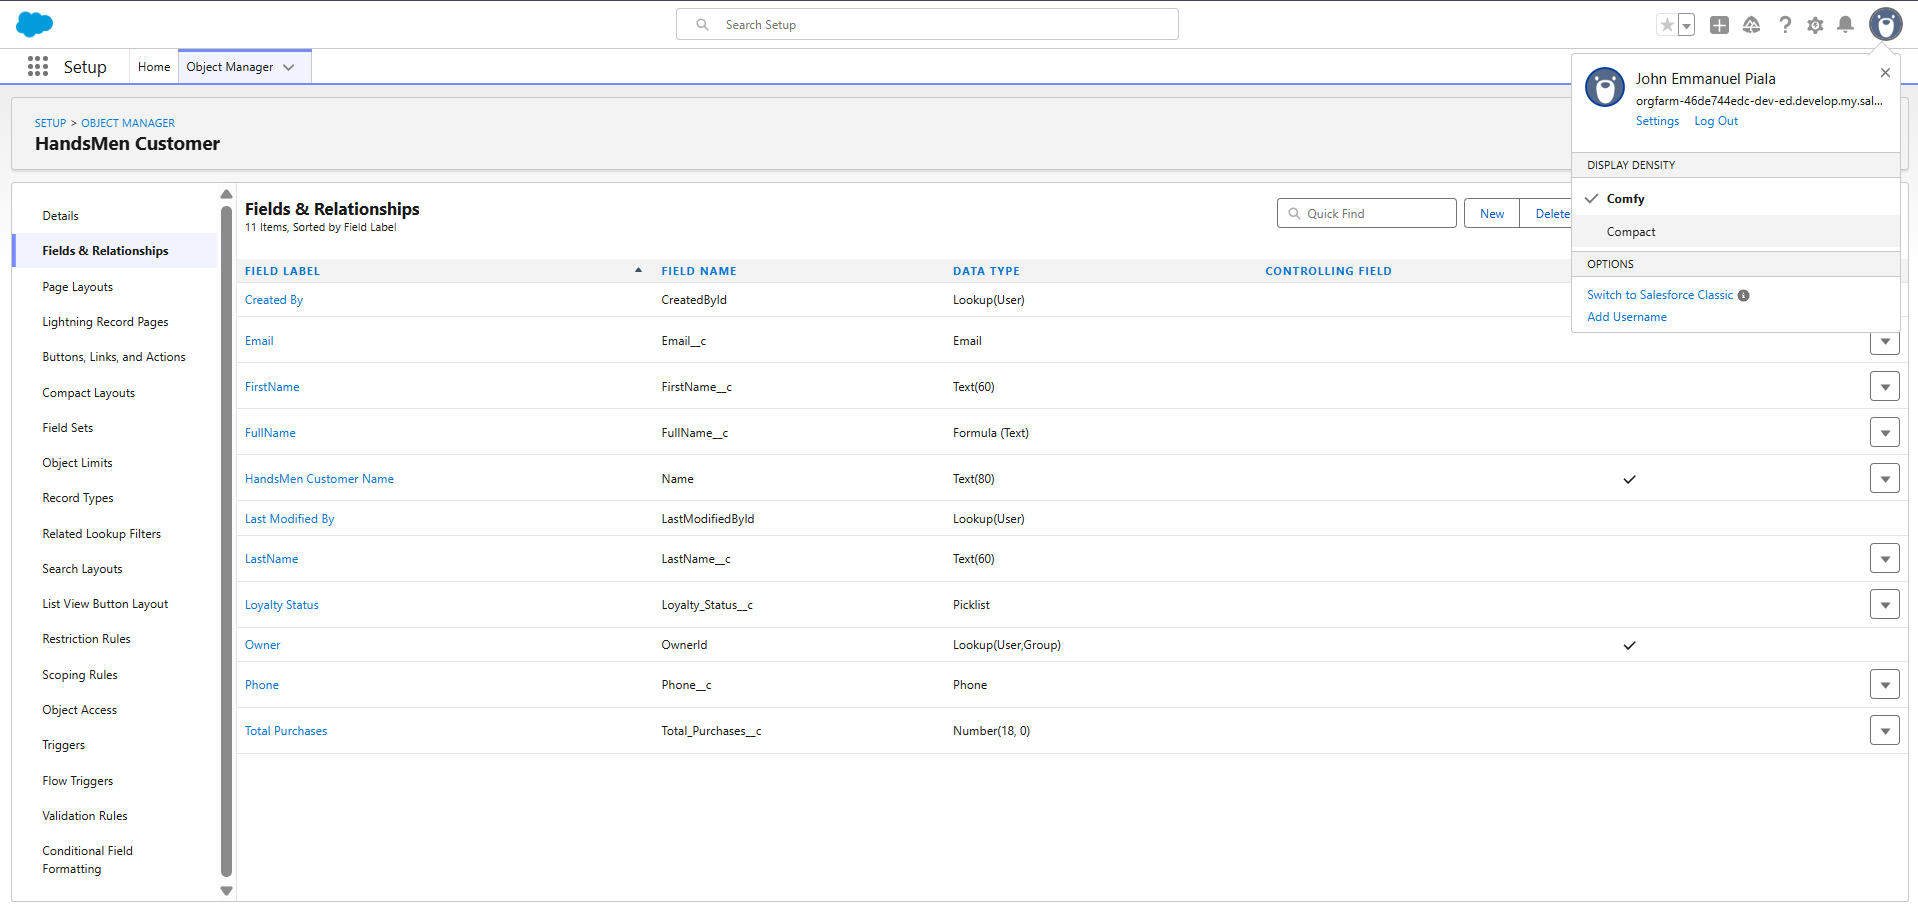 Search Setup
Setup
Home
Object Manager
John Emmanuel Piala
orgfarm-46de744edc-dev-ed.develop.my.sal...
Settings Log Out
DISPLAY DENSITY
Comfy
Compact
OPTIONS
Switch to Salesforce Classic
Add Username
SETUP > OBJECT MANAGER
HandsMen Customer
Details
Fields & Relationships
Page Layouts
Lightning Record Pages
Buttons, Links, and Actions
Compact Layouts
Field Sets
Object Limits
Record Types
Related Lookup Filters
Search Layouts
List View Button Layout
Restriction Rules
Scoping Rules
Object Access
Triggers
Flow Triggers
Validation Rules
Conditional Field
Formatting
Fields & Relationships
11 Items, Sorted by Field Label
Quick Find
New
Delete
FIELD LABEL FIELD NAME DATA TYPE CONTROLLING FIELD
Created By CreatedById Lookup(User)
Email Email__c Email
FirstName FirstName__c Text(60)
FullName FullName__c Formula (Text)
HandsMen Customer Name Name Text(80)
Last Modified By LastModifiedById Lookup(User)
LastName LastName__c Text(60)
Loyalty Status Loyalty_Status__c Picklist
Owner OwnerId Lookup(User,Group)
Phone Phone__c Phone
Total Purchases Total_Purchases__c Number(18, 0)